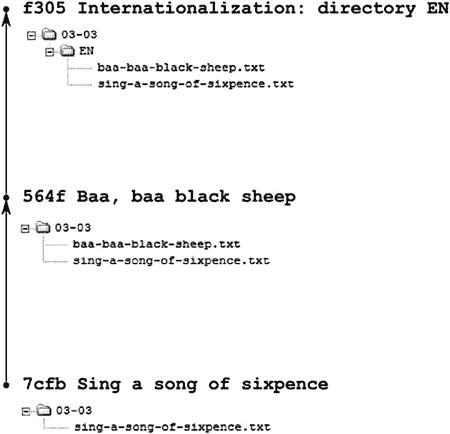 f305 Internationalization: directory EN
03-03
EN
baa-baa-black-sheep.txt
sing-a-song-of-sixpence.txt
564f Baa, baa black sheep
03-03
baa-baa-black-sheep.txt
sing-a-song-of-sixpence.txt
7cfb Sing a song of sixpence
03-03
sing-a-song-of-sixpence.txt